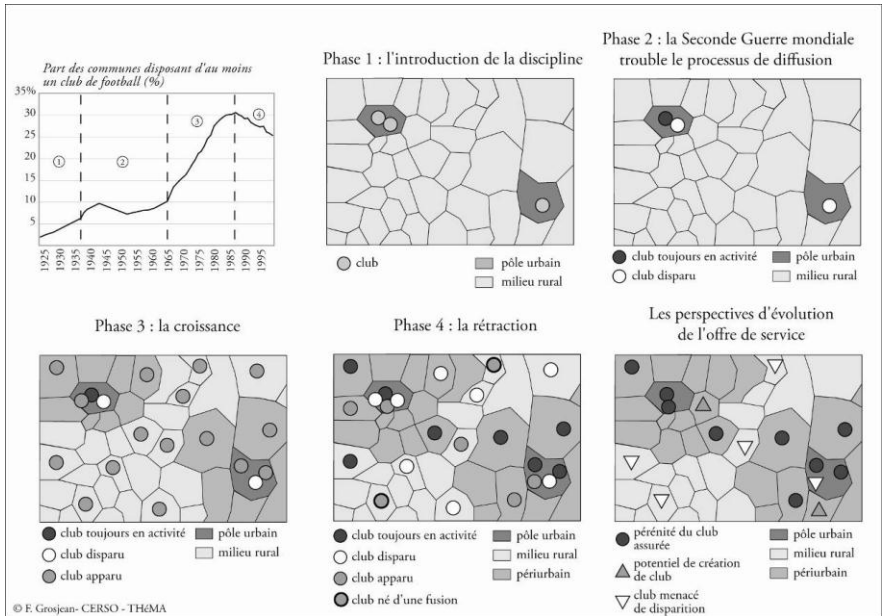 Part des communes disposant d'au moins
un club de football (%)
35%
30
25
20
15
10
5
1
2
3
4
1925
1930
1935
1940
1945
1950
1955
1960
1965
1970
1975
1980
1985
1990
1995
Phase 1 : l'introduction de la discipline
club
pôle urbain
milieu rural
Phase 2 : la Seconde Guerre mondiale
trouble le processus de diffusion
club toujours en activité
club disparu
pôle urbain
milieu rural
Phase 3 : la croissance
club toujours en activité
club disparu
club apparu
pôle urbain
milieu rural
Phase 4 : la rétraction
club toujours en activité
club disparu
club apparu
club né d'une fusion
pôle urbain
milieu rural
périurbain
Les perspectives d'évolution
de l'offre de service
pérénité du club
assurée
potentiel de création
de club
club menacé
de disparition
pôle urbain
milieu rural
périurbain
© F. Grosjean- CERSO - THéMA